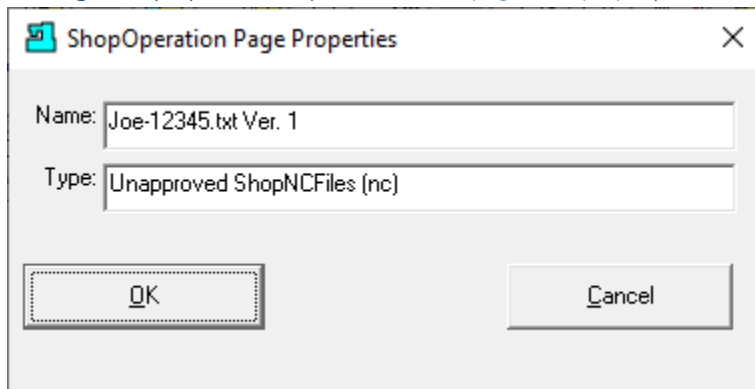 ShopOperation Page Properties
Name: Joe-12345.txt Ver. 1
Type: Unapproved ShopNCFiles (nc)
OK Cancel